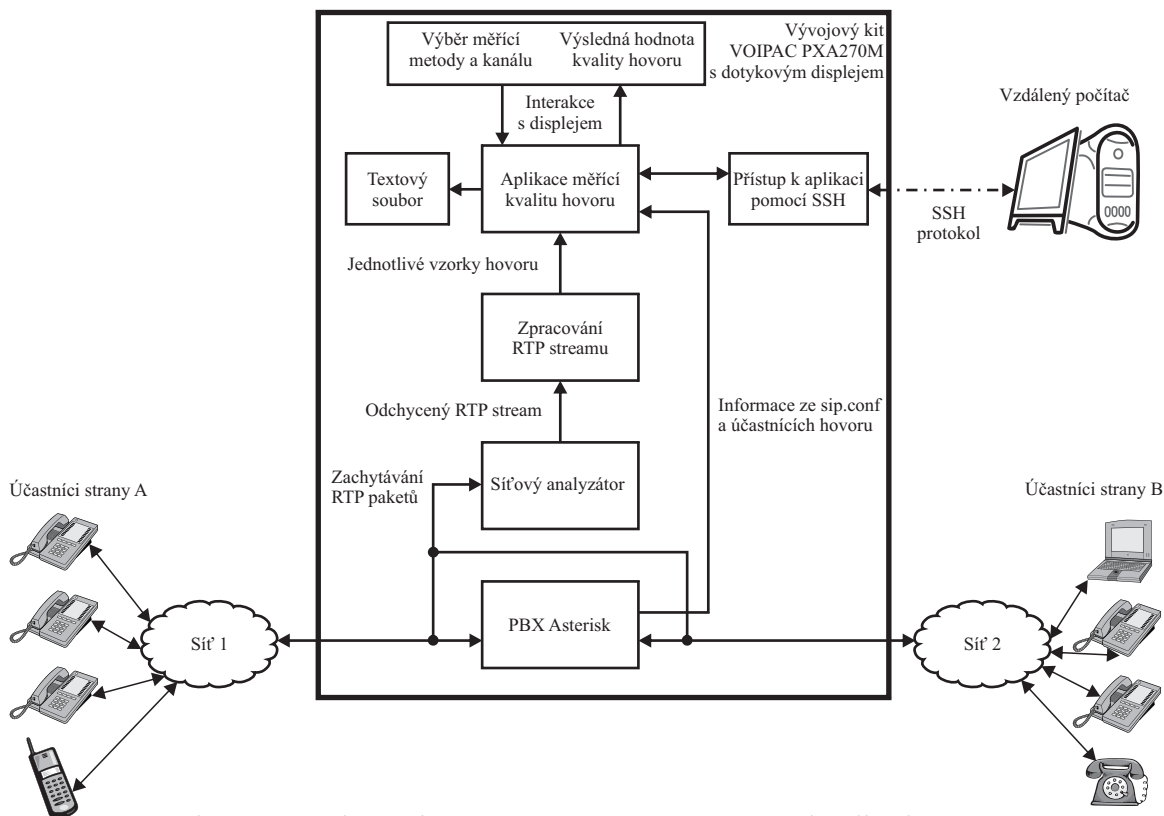 Vývojový kit
VOIPAC PXA270M
s dotykovým displejem
Výběr měřící
metody a kanálu
Výsledná hodnota
kvality hovoru
Interakce
s displejem
Vzdálený počítač
Textový
soubor
Aplikace měřící
kvalitu hovoru
Přístup k aplikaci
pomocí SSH
SSH
protokol
Jednotlivé vzorky hovoru
Zpracování
RTP streamu
Odchycený RTP stream
Informace ze sip.conf
a účastnících hovoru
Zachytávání
RTP paketů
Síťový analyzátor
Účastníci strany A
Účastníci strany B
Síť 1
PBX Asterisk
Síť 2